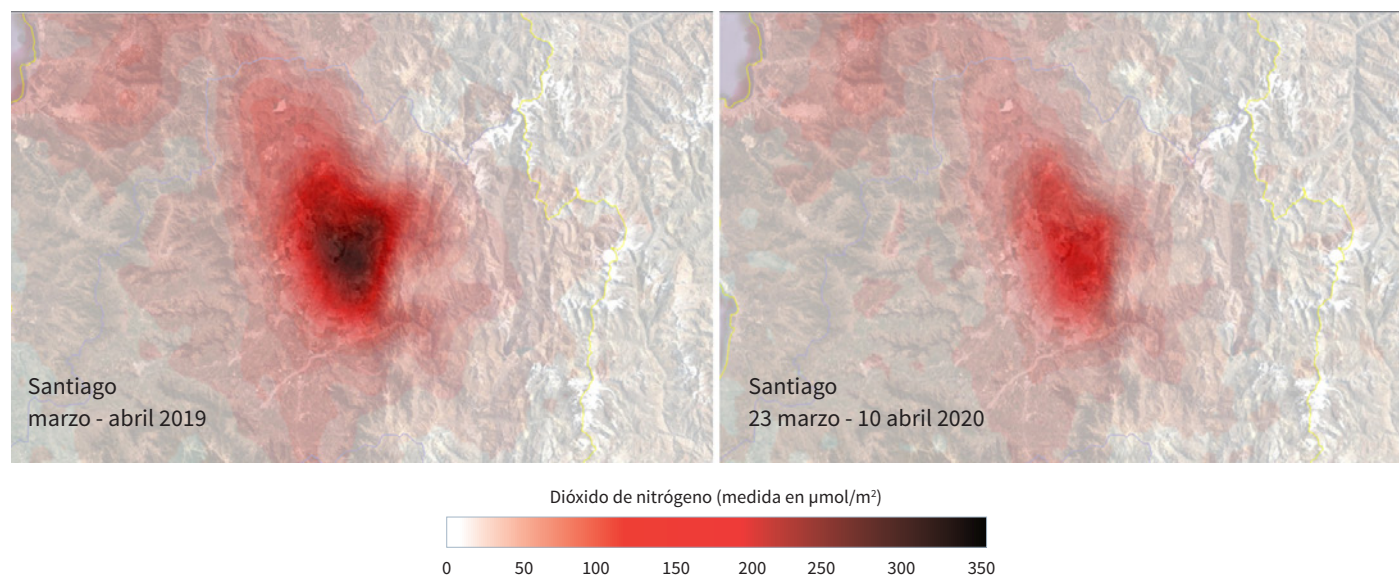 Santiago
marzo - abril 2019
Santiago
23 marzo - 10 abril 2020
Dióxido de nitrógeno (medida en μmol/m²)
0 50 100 150 200 250 300 350